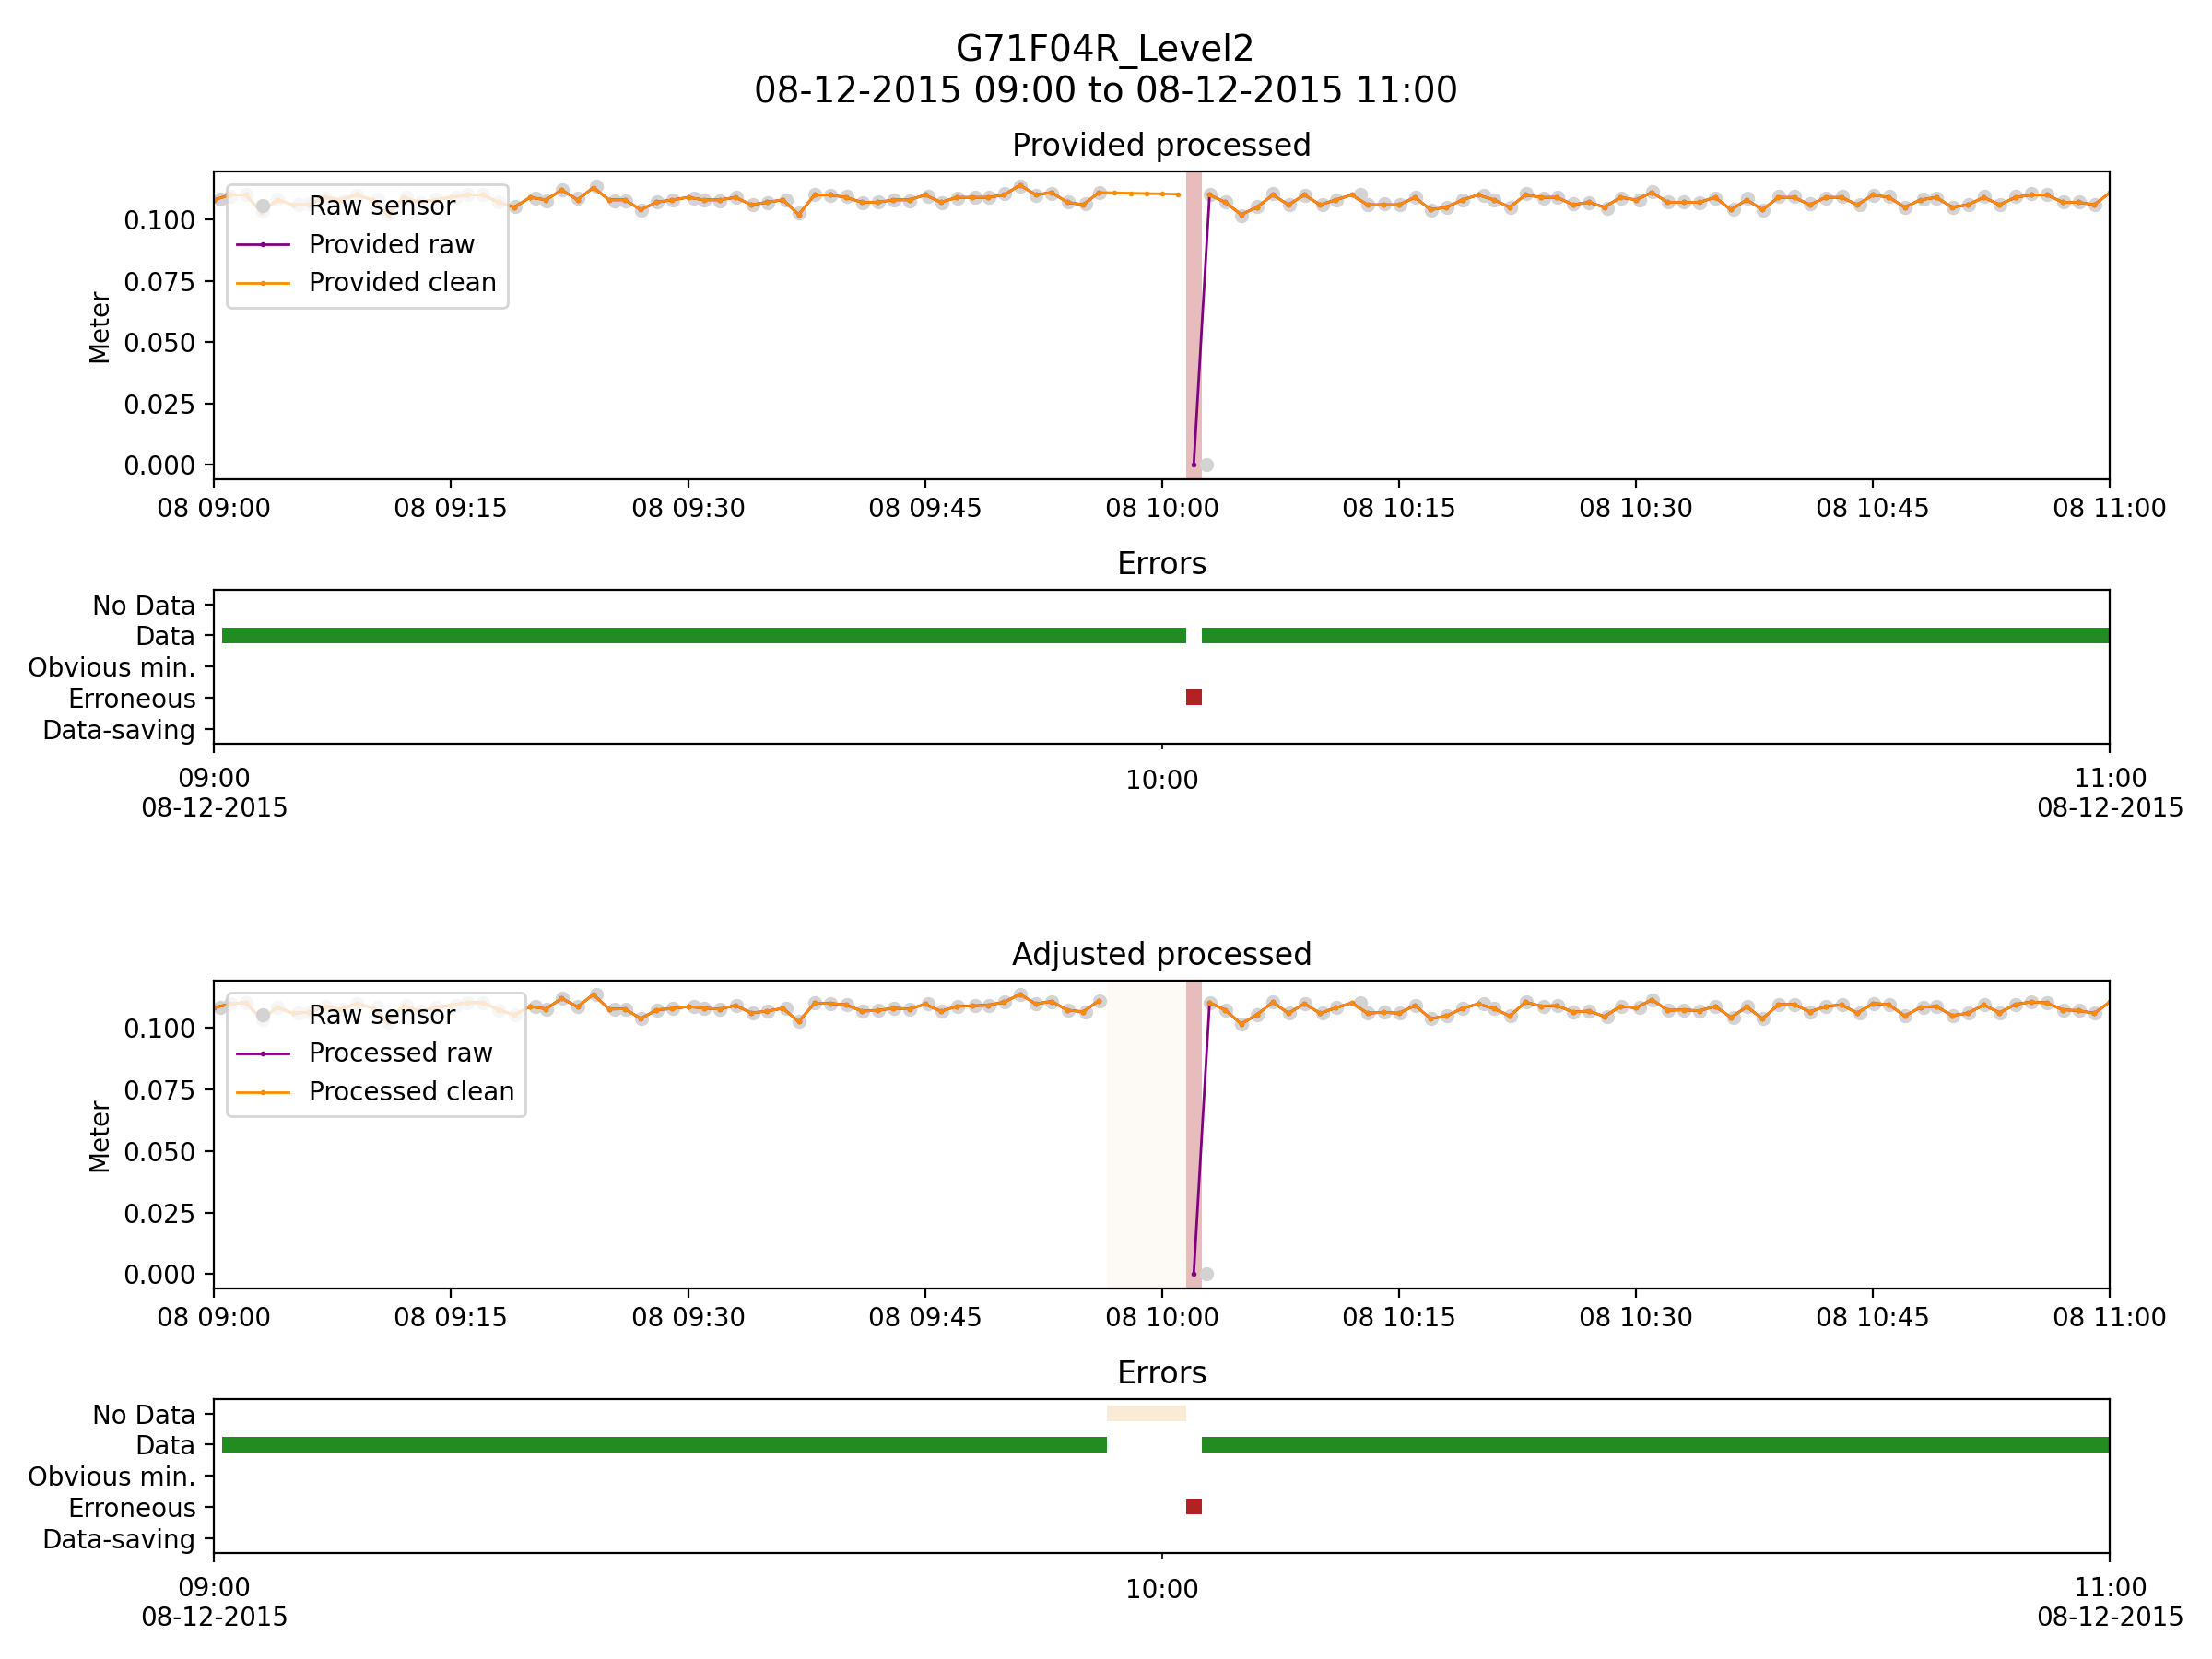 G71F04R_Level2
08-12-2015 09:00 to 08-12-2015 11:00
Provided processed
Raw sensor
Provided raw
Provided clean
Meter
0.100
0.075
0.050
0.025
0.000
08 09:00 08 09:15 08 09:30 08 09:45 08 10:00 08 10:15 08 10:30 08 10:45 08 11:00
Errors
No Data
Data
Obvious min.
Erroneous
Data-saving
09:00 10:00 11:00
08-12-2015 08-12-2015
Adjusted processed
Raw sensor
Processed raw
Processed clean
Meter
0.100
0.075
0.050
0.025
0.000
08 09:00 08 09:15 08 09:30 08 09:45 08 10:00 08 10:15 08 10:30 08 10:45 08 11:00
Errors
No Data
Data
Obvious min.
Erroneous
Data-saving
09:00 10:00 11:00
08-12-2015 08-12-2015